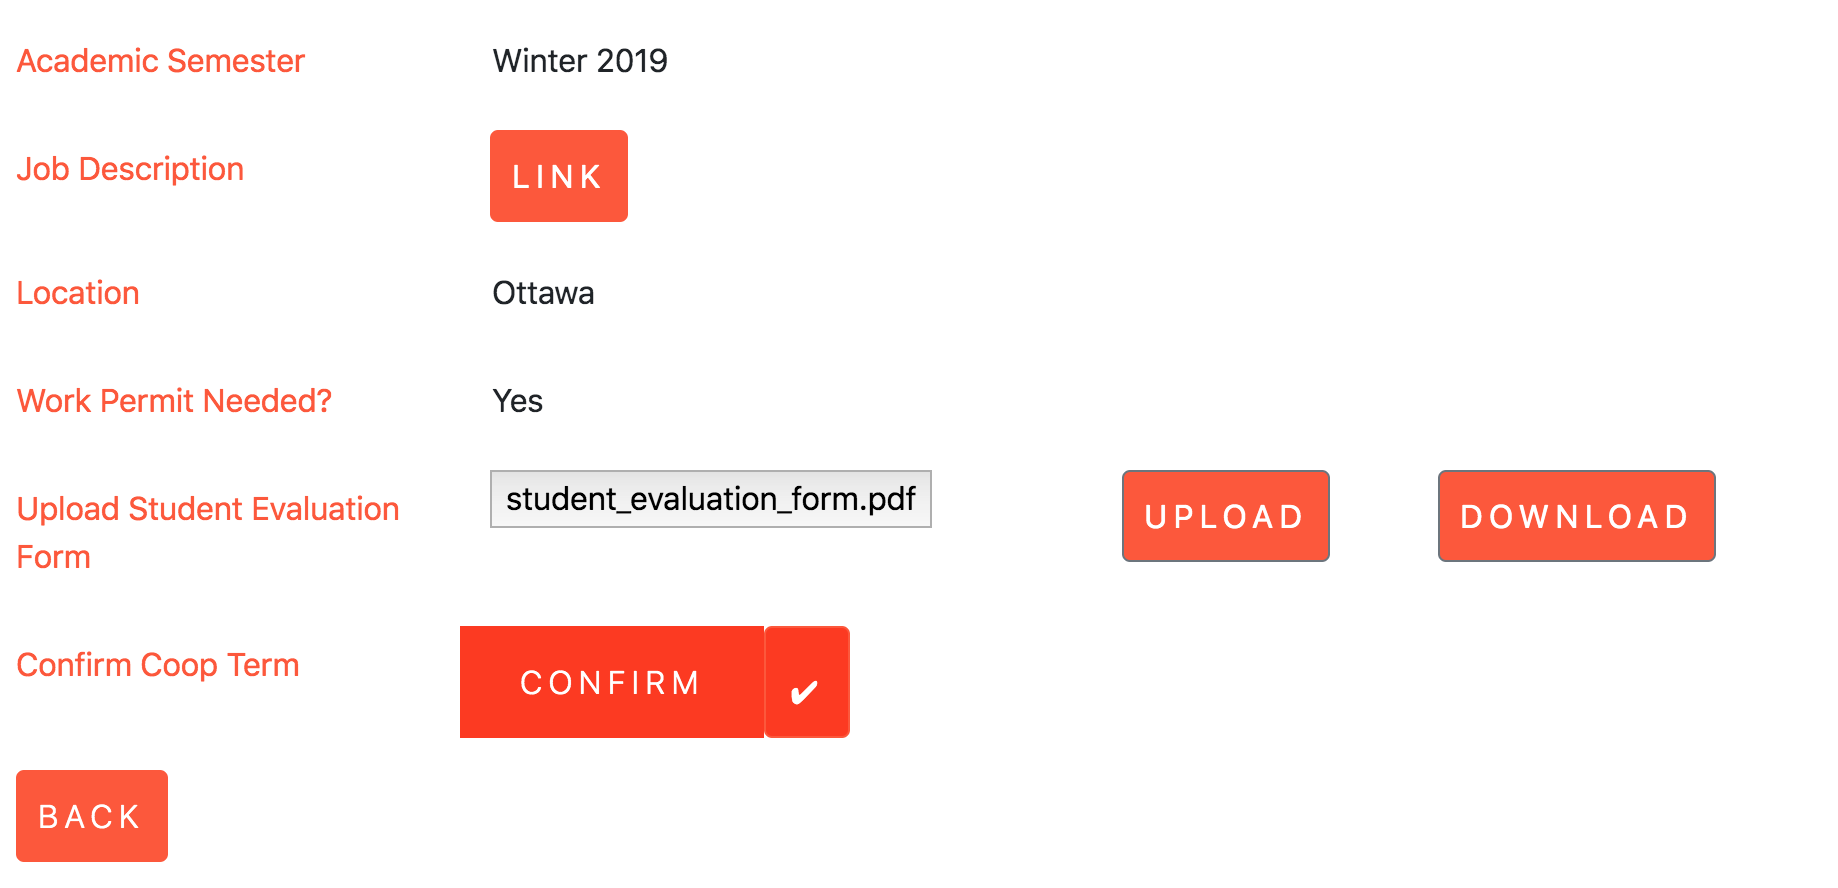 Academic Semester Winter 2019
Job Description LINK
Location Ottawa
Work Permit Needed? Yes
Upload Student Evaluation student_evaluation_form.pdf UPLOAD DOWNLOAD
Form
Confirm Coop Term CONFIRM ✔
BACK